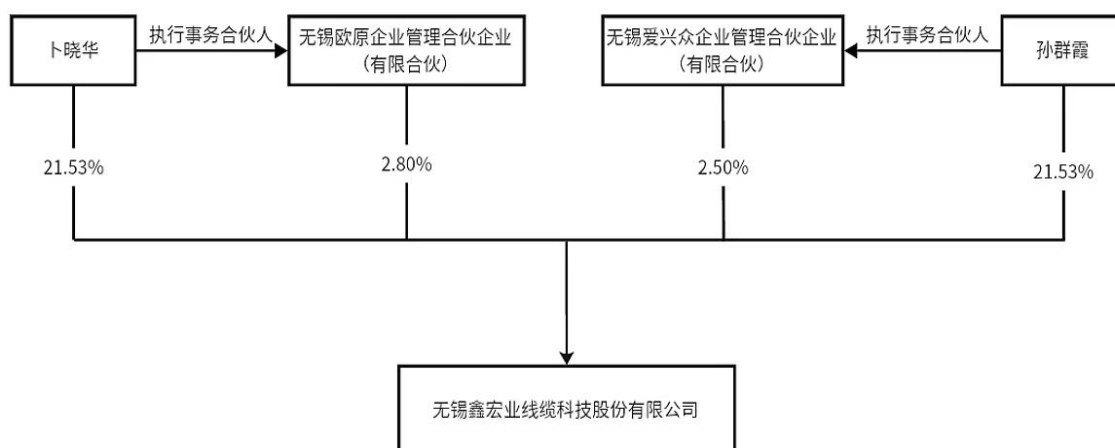 卜晓华
执行事务合伙人
无锡欧原企业管理合伙企业
(有限合伙)
无锡爱兴众企业管理合伙企业
(有限合伙)
执行事务合伙人
孙群霞
21.53%
2.80%
2.50%
21.53%
无锡鑫宏业线缆科技股份有限公司